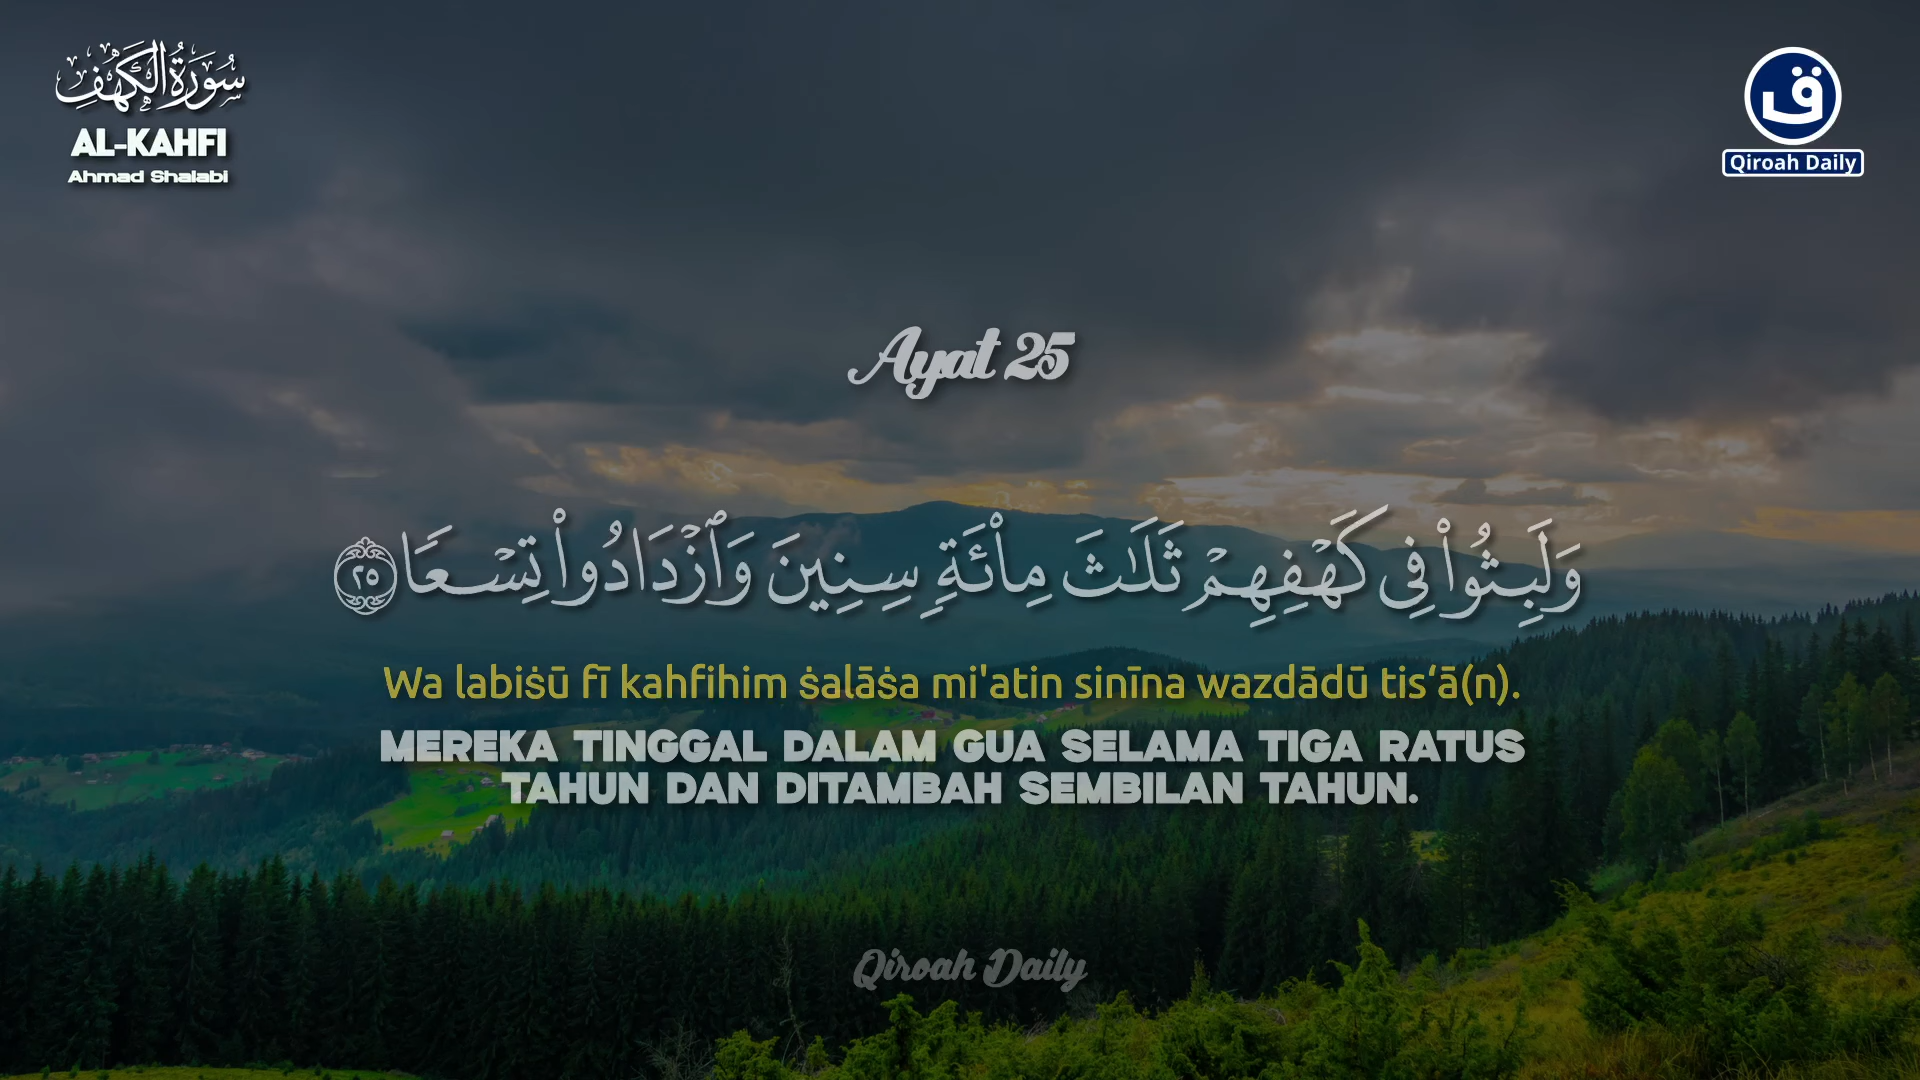 سُورَةُ الْكَهْفِ
AL-KAHFI
Ahmad Shalabi
ق
Qiroah Daily
Ayat 25
وَلَبِثُوا۟ فِى كَهْفِهِمْ ثَلَـٰثَ مِا۟ئَةٍ سِنِينَ وَٱزْدَادُوا۟ تِسْعًا ٢٥
Wa labiṡū fī kahfihim ṡalāṡa mi'atin sinīna wazdādū tis‘ā(n).
MEREKA TINGGAL DALAM GUA SELAMA TIGA RATUS
TAHUN DAN DITAMBAH SEMBILAN TAHUN.
Qiroah Daily